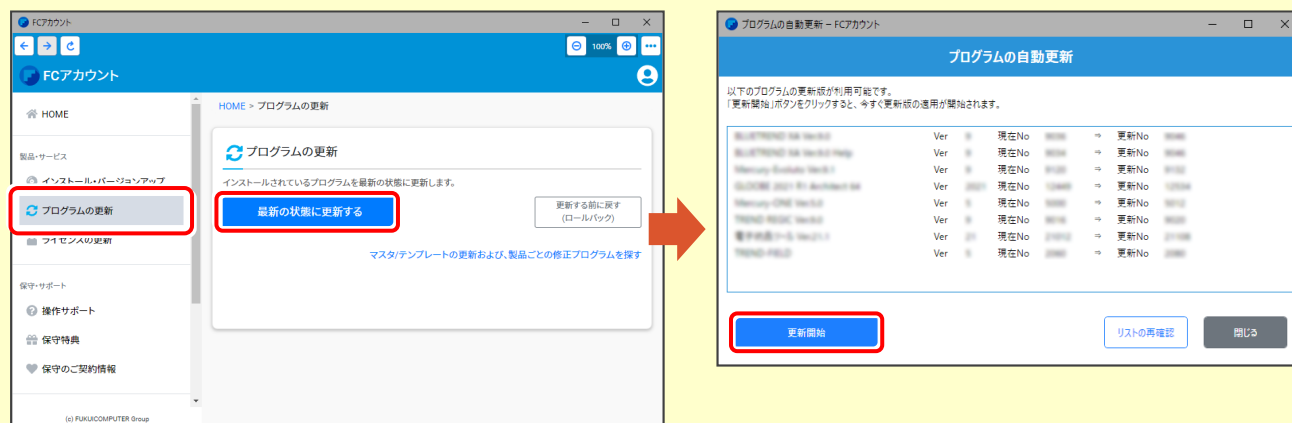 FCアカウント
100%
FCアカウント
HOME
製品・サービス
インストール・バージョンアップ
プログラムの更新
ライセンスの更新
保守・サポート
操作サポート
保守特典
保守のご契約情報
(c) FUKUICOMPUTER Group
HOME > プログラムの更新
プログラムの更新
インストールされているプログラムを最新の状態に更新します。
最新の状態に更新する
更新する前に戻す
(ロールバック)
マスタ/テンプレートの更新および、製品ごとの修正プログラムを探す
プログラムの自動更新 – FCアカウント
プログラムの自動更新
以下のプログラムの更新版が利用可能です。
「更新開始」ボタンをクリックすると、今すぐ更新版の適用が開始されます。
Ver 現在No ⇒ 更新No
Ver 現在No ⇒ 更新No
Ver 現在No ⇒ 更新No
Ver 現在No ⇒ 更新No
Ver 現在No ⇒ 更新No
Ver 現在No ⇒ 更新No
Ver 現在No ⇒ 更新No
Ver 現在No ⇒ 更新No
更新開始
リストの再確認
閉じる